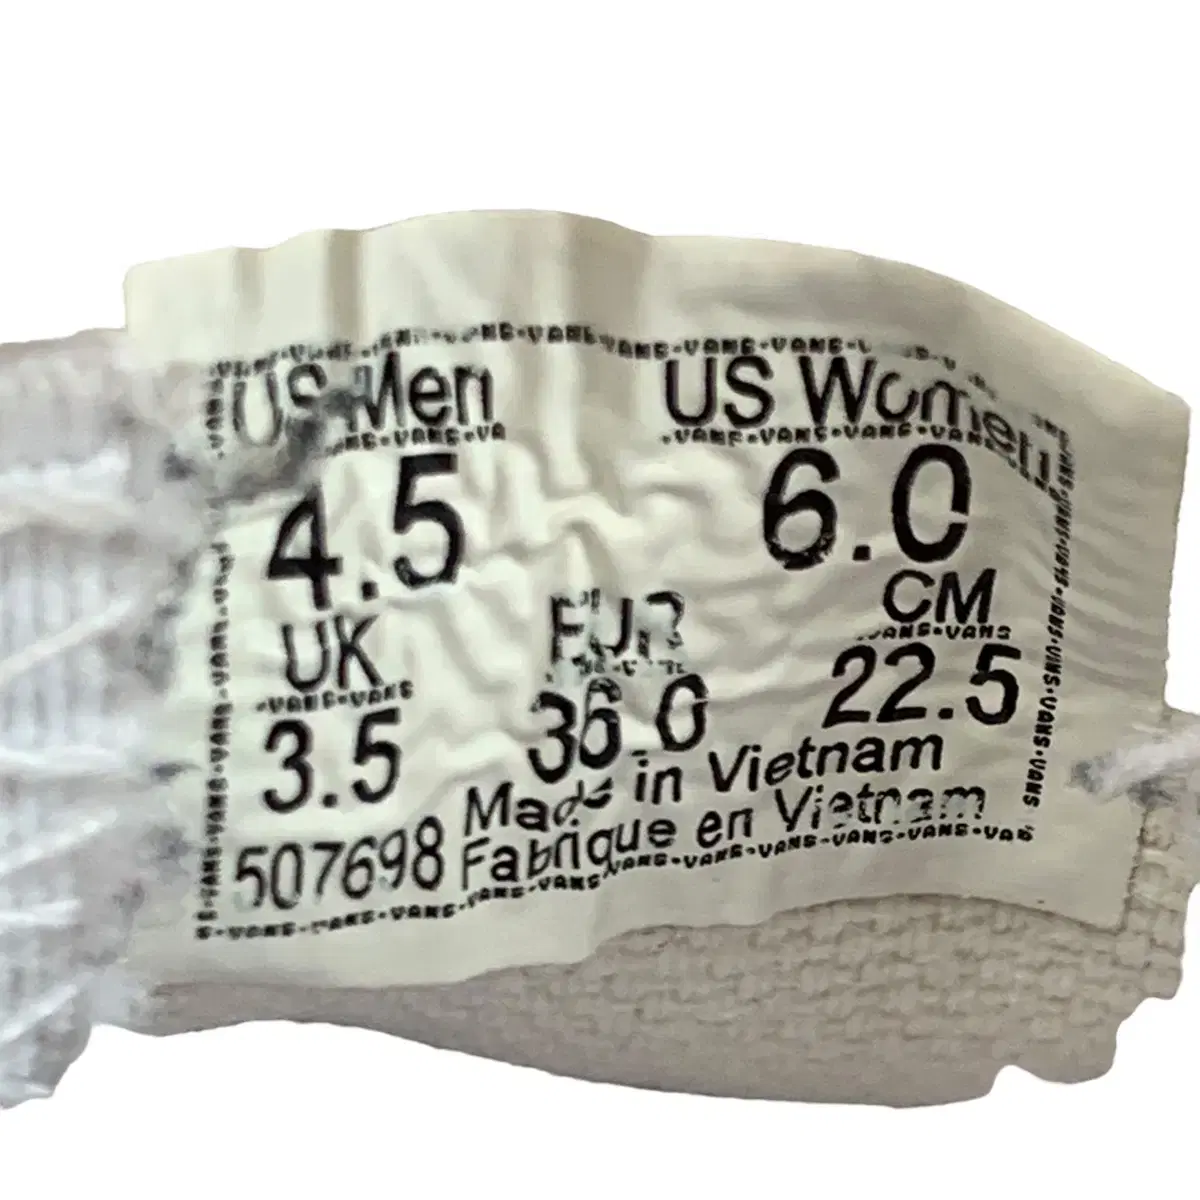 US Men US Women
4.5 6.0
UK EUR CM
3.5 36.0 22.5
Made in Vietnam
507698 Fabriqué en Vietnam